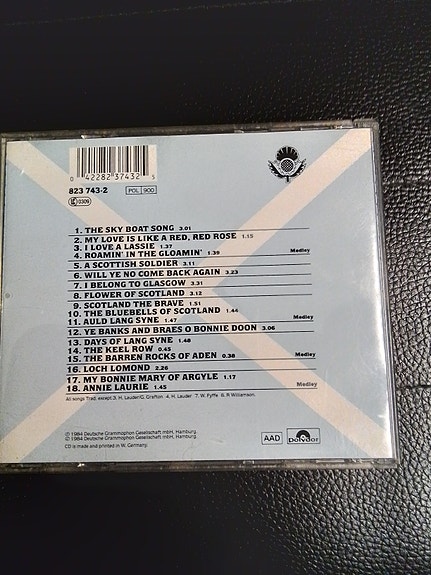 0 42282 37432 5
823 743-2 POL 900
G 0309
1. THE SKY BOAT SONG 3.01
2. MY LOVE IS LIKE A RED, RED ROSE 1.15
3. I LOVE A LASSIE 1.37
4. ROAMIN' IN THE GLOAMIN' 1.39 Medley
5. A SCOTTISH SOLDIER 3.11
6. WILL YE NO COME BACK AGAIN 3.23
7. I BELONG TO GLASGOW 3.31
8. FLOWER OF SCOTLAND 3.12
9. SCOTLAND THE BRAVE 1.51
10. THE BLUEBELLS OF SCOTLAND 1.44
11. AULD LANG SYNE 1.47 Medley
12. YE BANKS AND BRAES O BONNIE DOON 3.06
13. DAYS OF LANG SYNE 1.48
14. THE KEEL ROW 0.45
15. THE BARREN ROCKS OF ADEN 0.38 Medley
16. LOCH LOMOND 2.26
17. MY BONNIE MARY OF ARGYLE 1.17
18. ANNIE LAURIE 1.45 Medley
All songs Trad. except 3. H. Lauder/G. Grafton 4. H. Lauder 7. W. Fyffe 8. R Williamson.
℗ 1984 Deutsche Grammophon Gesellschaft mbH, Hamburg.
© 1984 Deutsche Grammophon Gesellschaft mbH, Hamburg.
CD is made and printed in W. Germany.
AAD polydor